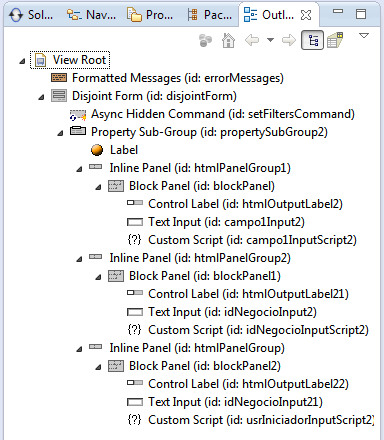 Sol... Nav... Pro... Pac... Outl...
View Root
Formatted Messages (id: errorMessages)
Disjoint Form (id: disjointForm)
Async Hidden Command (id: setFiltersCommand)
Property Sub-Group (id: propertySubGroup2)
Label
Inline Panel (id: htmlPanelGroup1)
Block Panel (id: blockPanel)
Control Label (id: htmlOutputLabel2)
Text Input (id: campo1Input2)
{?} Custom Script (id: campo1InputScript2)
Inline Panel (id: htmlPanelGroup2)
Block Panel (id: blockPanel1)
Control Label (id: htmlOutputLabel21)
Text Input (id: idNegocioInput2)
{?} Custom Script (id: idNegocioInputScript2)
Inline Panel (id: htmlPanelGroup)
Block Panel (id: blockPanel2)
Control Label (id: htmlOutputLabel22)
Text Input (id: idNegocioInput21)
{?} Custom Script (id: usrIniciadorInputScript2)